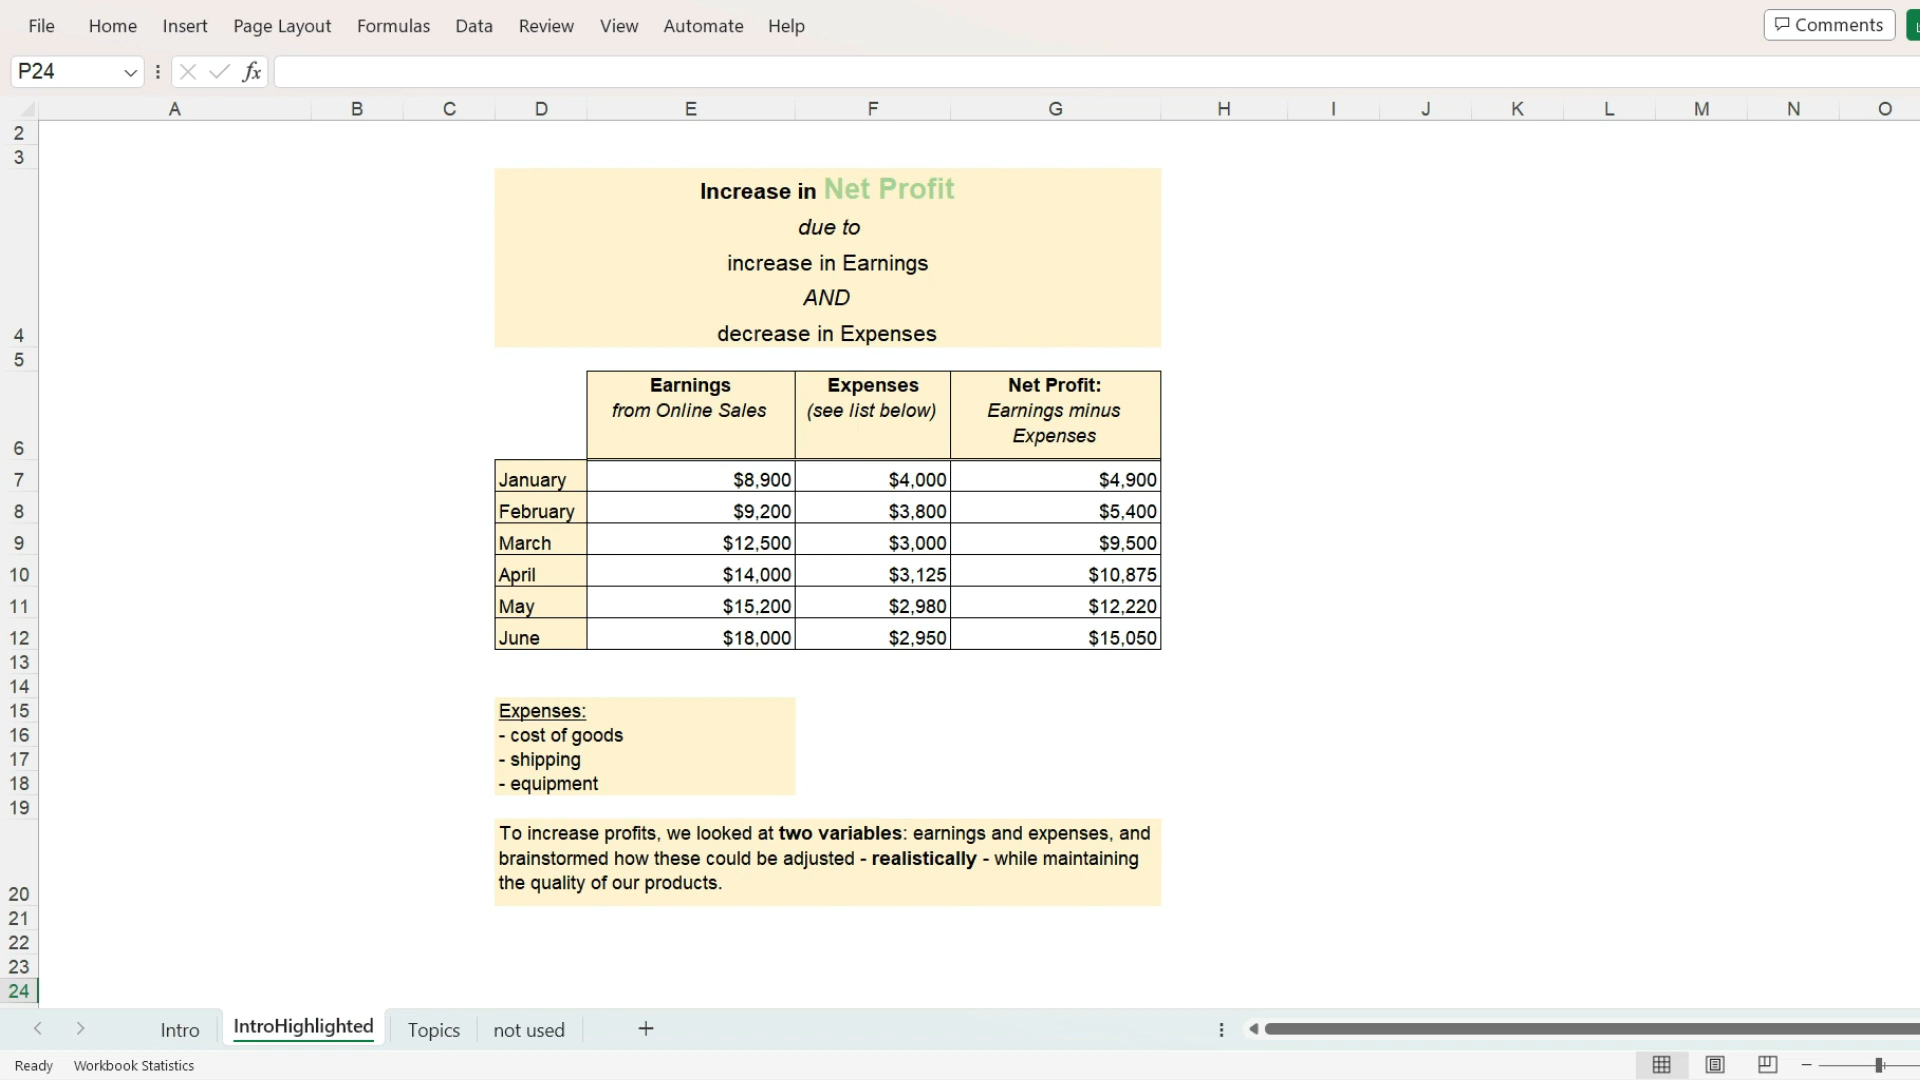 File Home Insert Page Layout Formulas Data Review View Automate Help Comments
P24 fx
A B C D E F G H I J K L M N O
2
3
Increase in Net Profit
due to
increase in Earnings
AND
4 decrease in Expenses
5
Earnings Expenses Net Profit:
from Online Sales (see list below) Earnings minus
Expenses
6
7 January $8,900 $4,000 $4,900
8 February $9,200 $3,800 $5,400
9 March $12,500 $3,000 $9,500
10 April $14,000 $3,125 $10,875
11 May $15,200 $2,980 $12,220
12 June $18,000 $2,950 $15,050
13
14
15 Expenses:
16 - cost of goods
17 - shipping
18 - equipment
19
To increase profits, we looked at two variables: earnings and expenses, and
brainstormed how these could be adjusted - realistically - while maintaining
the quality of our products.
20
21
22
23
24
Intro IntroHighlighted Topics not used +
Ready Workbook Statistics